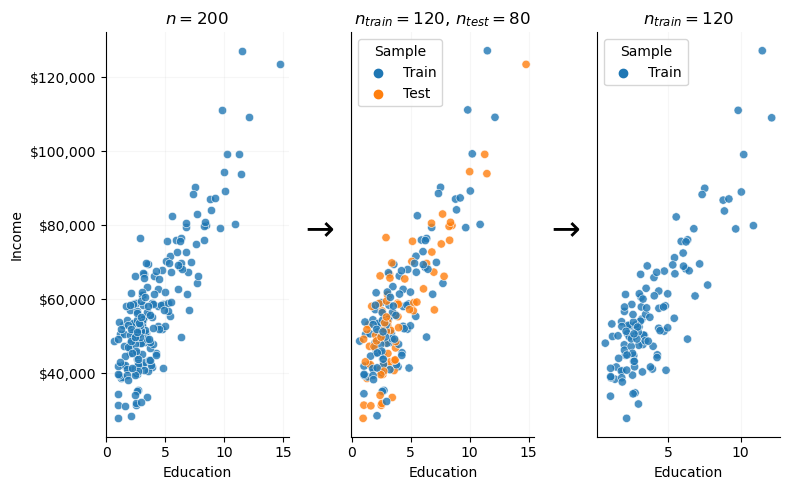 n = 200
n_train = 120, n_test = 80
n_train = 120
Sample
Train
Test
Sample
Train
$120,000
$100,000
$80,000
$60,000
$40,000
Income
→
→
0 5 10 15
0 5 10 15
5 10
Education
Education
Education